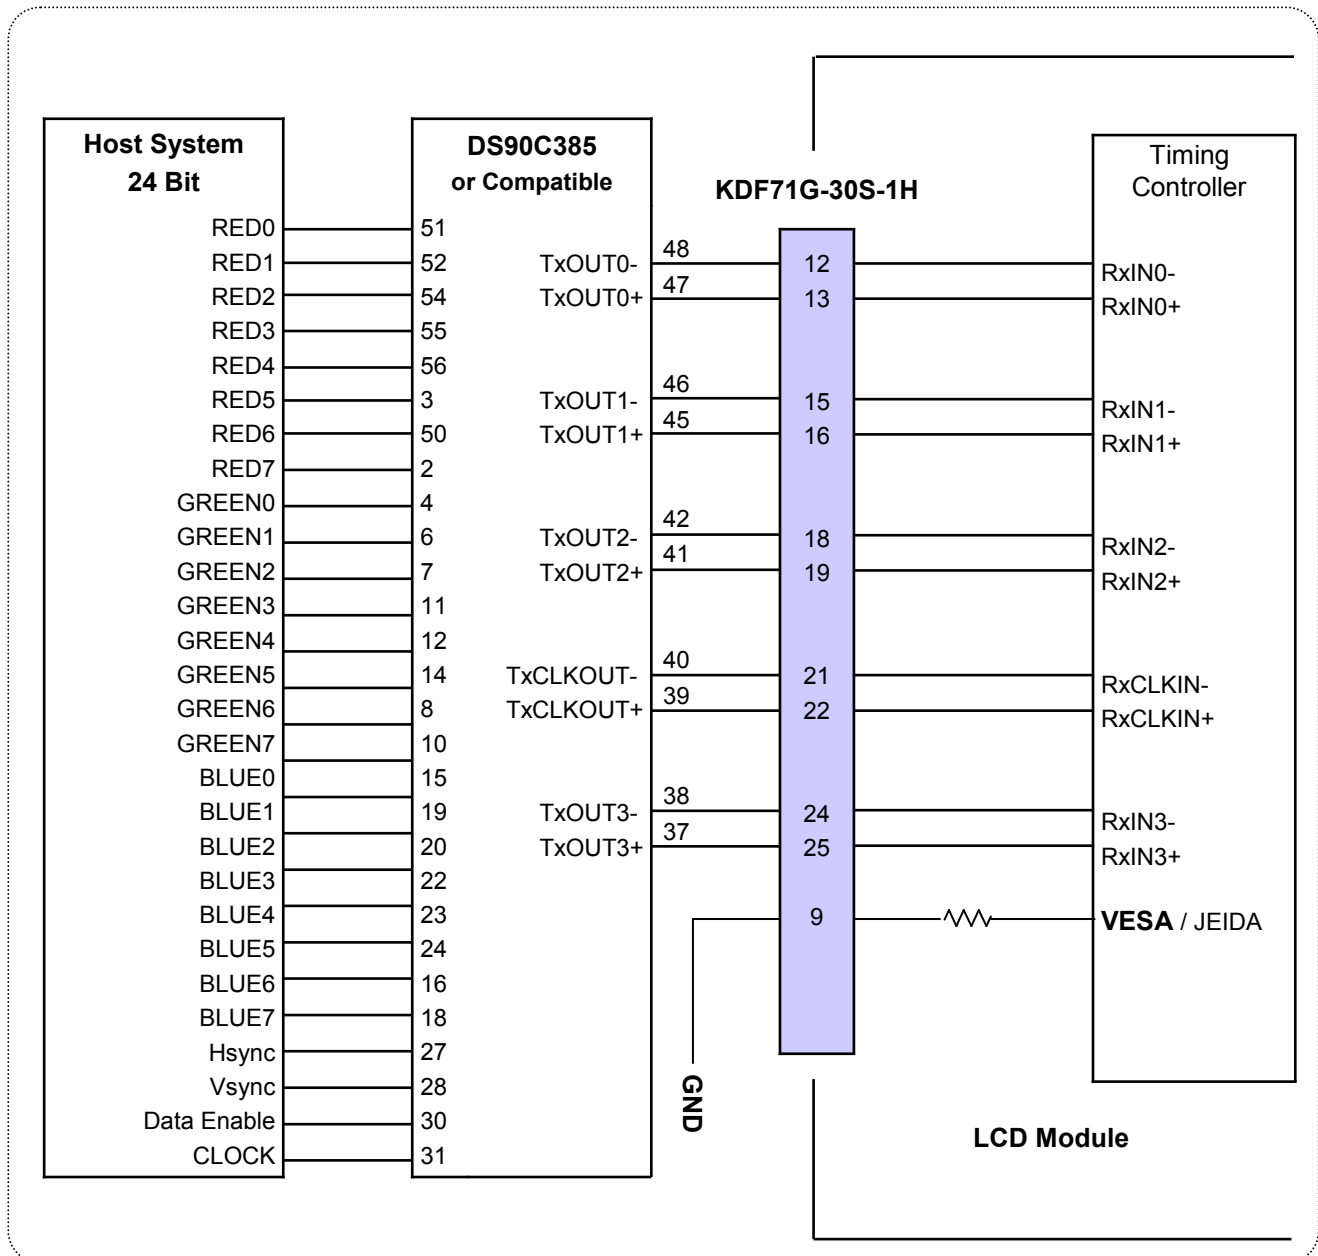 Host System
24 Bit
RED0
RED1
RED2
RED3
RED4
RED5
RED6
RED7
GREEN0
GREEN1
GREEN2
GREEN3
GREEN4
GREEN5
GREEN6
GREEN7
BLUE0
BLUE1
BLUE2
BLUE3
BLUE4
BLUE5
BLUE6
BLUE7
Hsync
Vsync
Data Enable
CLOCK
DS90C385
or Compatible
51
52
54
55
56
3
50
2
4
6
7
11
12
14
8
10
15
19
20
22
23
24
16
18
27
28
30
31
TxOUT0-
TxOUT0+
TxOUT1-
TxOUT1+
TxOUT2-
TxOUT2+
TxCLKOUT-
TxCLKOUT+
TxOUT3-
TxOUT3+
48
47
46
45
42
41
40
39
38
37
GND
KDF71G-30S-1H
12
13
15
16
18
19
21
22
24
25
9
Timing
Controller
RxIN0-
RxIN0+
RxIN1-
RxIN1+
RxIN2-
RxIN2+
RxCLKIN-
RxCLKIN+
RxIN3-
RxIN3+
VESA / JEIDA
LCD Module